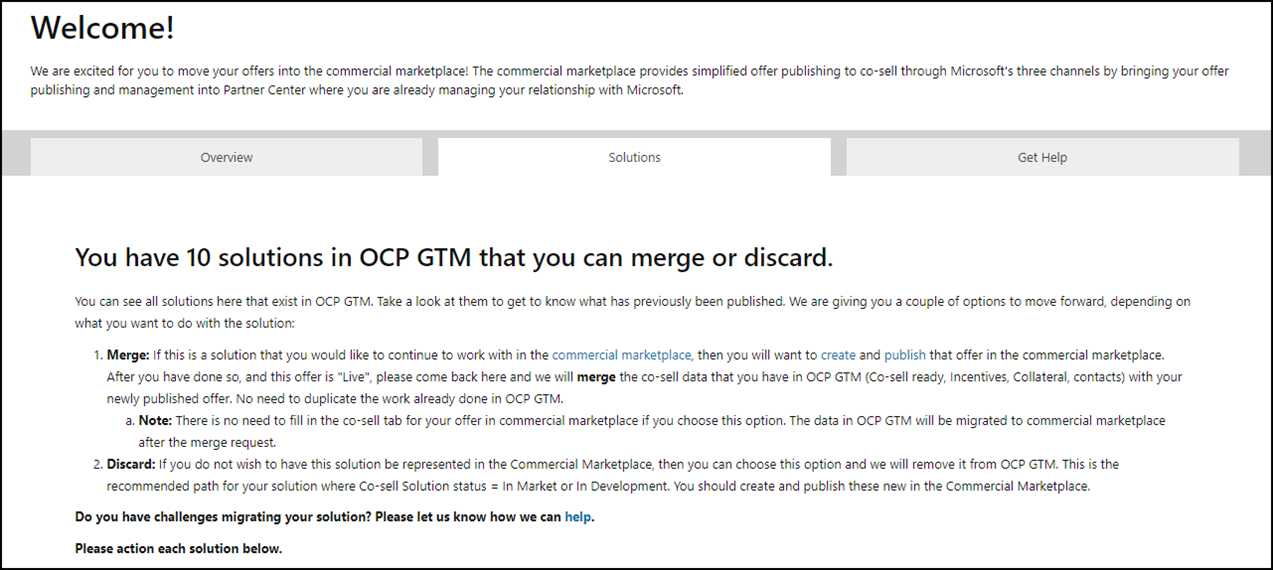 Welcome!
We are excited for you to move your offers into the commercial marketplace! The commercial marketplace provides simplified offer publishing to co-sell through Microsoft's three channels by bringing your offer
publishing and management into Partner Center where you are already managing your relationship with Microsoft.
Overview
Solutions
Get Help
You have 10 solutions in OCP GTM that you can merge or discard.
You can see all solutions here that exist in OCP GTM. Take a look at them to get to know what has previously been published. We are giving you a couple of options to move forward, depending on
what you want to do with the solution:
1. Merge: If this is a solution that you would like to continue to work with in the commercial marketplace, then you will want to create and publish that offer in the commercial marketplace.
After you have done so, and this offer is "Live", please come back here and we will merge the co-sell data that you have in OCP GTM (Co-sell ready, Incentives, Collateral, contacts) with your
newly published offer. No need to duplicate the work already done in OCP GTM.
a. Note: There is no need to fill in the co-sell tab for your offer in commercial marketplace if you choose this option. The data in OCP GTM will be migrated to commercial marketplace
after the merge request.
2. Discard: If you do not wish to have this solution be represented in the Commercial Marketplace, then you can choose this option and we will remove it from OCP GTM. This is the
recommended path for your solution where Co-sell Solution status = In Market or In Development. You should create and publish these new in the Commercial Marketplace.
Do you have challenges migrating your solution? Please let us know how we can help.
Please action each solution below.